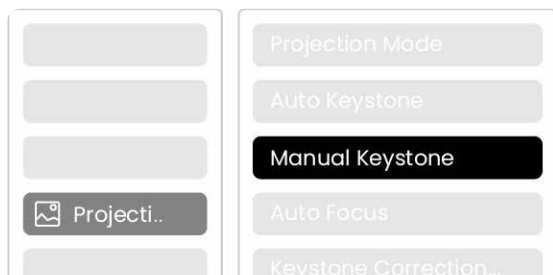 Projection Mode
Auto Keystone
Manual Keystone
Projecti..
Auto Focus
Keystone Correction...